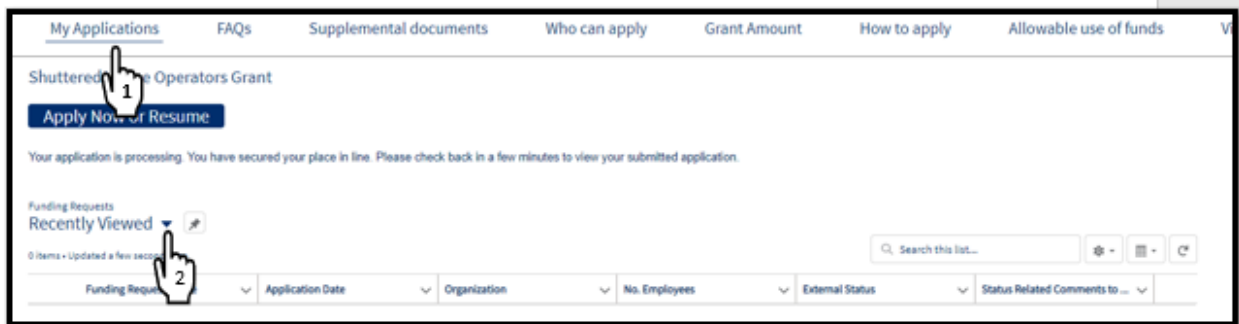 My Applications FAQs Supplemental documents Who can apply Grant Amount How to apply Allowable use of funds
1
Shuttered Operators Grant
Apply Now or Resume
Your application is processing. You have secured your place in line. Please check back in a few minutes to view your submitted application.
Funding Requests
Recently Viewed
0 items • Updated a few
Search this list...
2
Funding Application Date Organization No. Employees External Status Status Related Comments to ...